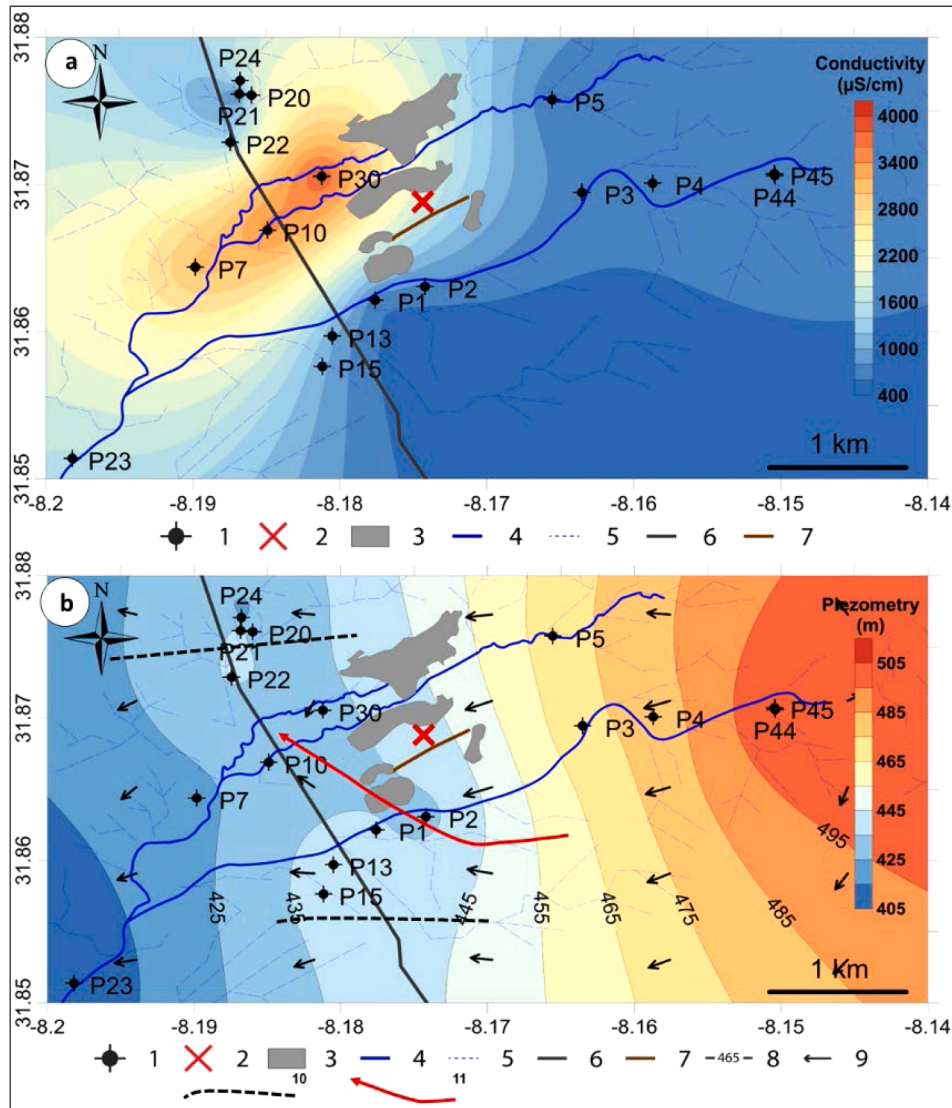 a
N
31.88
31.87
31.86
31.85
P24
P20
P21
P22
P30
P10
P7
P23
P5
P3
P4
P45
P44
P1
P2
P13
P15
Conductivity
(µS/cm)
4000
3400
2800
2200
1600
1000
400
1 km
-8.2
-8.19
-8.18
-8.17
-8.16
-8.15
-8.14
1 2 3 4 5 6 7
b
N
31.88
31.87
31.86
31.85
P24
P20
P21
P22
P30
P10
P7
P23
P5
P3
P4
P45
P44
P1
P2
P13
P15
425
435
445
455
465
475
485
495
Piezometry
(m)
505
485
465
445
425
405
1 km
-8.2
-8.19
-8.18
-8.17
-8.16
-8.15
-8.14
1 2 3 4 5 6 7 465 8 9
10 11